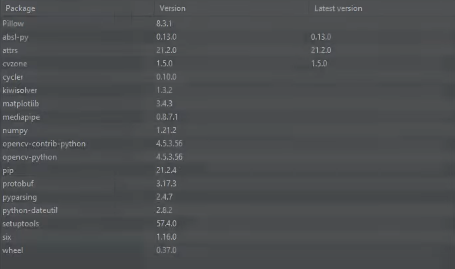 Package Version Latest version
Pillow 8.3.1
absl-py 0.13.0 0.13.0
attrs 21.2.0 21.2.0
cvzone 1.5.0 1.5.0
cycler 0.10.0
kiwisolver 1.3.2
matplotlib 3.4.3
mediapipe 0.8.7.1
numpy 1.21.2
opencv-contrib-python 4.5.3.56
opencv-python 4.5.3.56
pip 21.2.4
protobuf 3.17.3
pyparsing 2.4.7
python-dateutil 2.8.2
setuptools 57.4.0
six 1.16.0
wheel 0.37.0